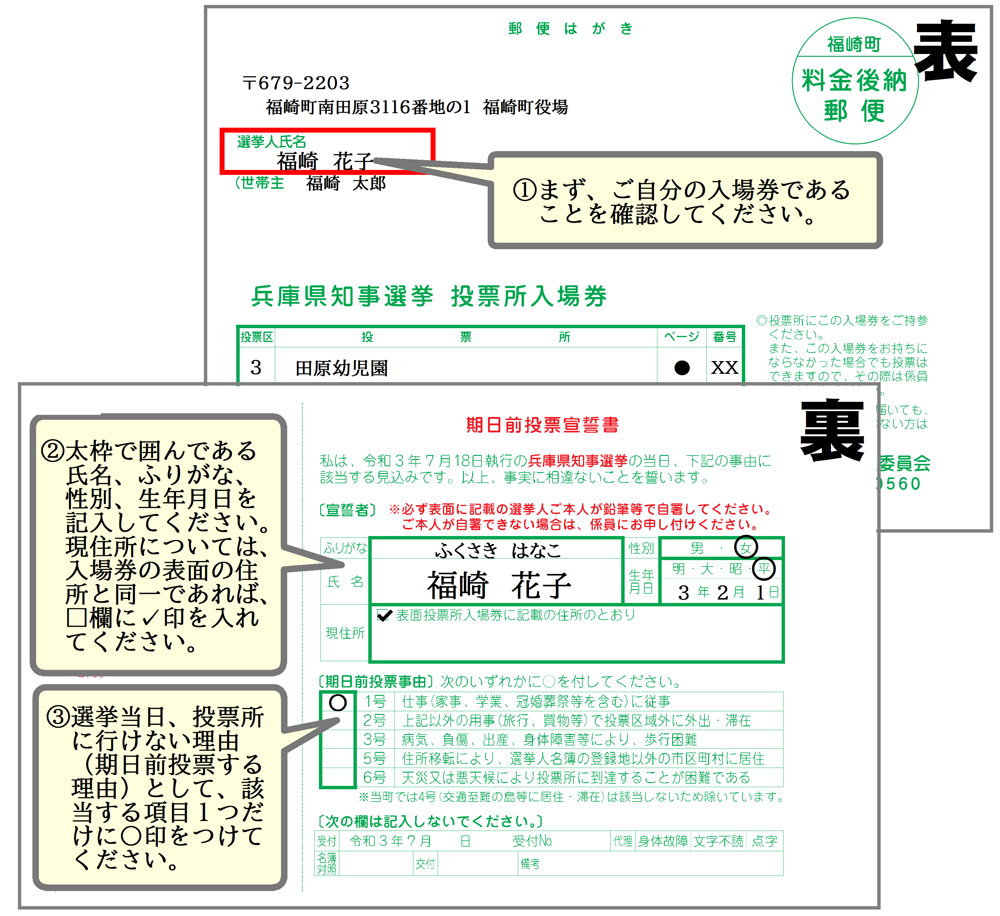 表
郵便はがき
福崎町
料金後納
郵便
〒679-2203
福崎町南田原3116番地の1 福崎町役場
選挙人氏名
福崎 花子
(世帯主 福崎 太郎
①まず、ご自分の入場券である
ことを確認してください。
兵庫県知事選挙 投票所入場券
投票区 投票所 ページ 番号
3 田原幼児園 ● XX
◎投票所にこの入場券をご持参
ください。
また、この入場券をお持ちに
ならなかった場合でも投票は
できますので、その際は係員
届いても、
ない方は
委員会
560
裏
②太枠で囲んである
氏名、ふりがな、
性別、生年月日を
記入してください。
現住所については、
入場券の表面の住
所と同一であれば、
□欄に✓印を入れ
てください。
③選挙当日、投票所
に行けない理由
（期日前投票する
理由）として、該
当する項目１つだ
けに○印をつけて
ください。
期日前投票宣誓書
私は、令和３年７月18日執行の兵庫県知事選挙の当日、下記の事由に
該当する見込みです。以上、事実に相違ないことを誓います。
〔宣誓者〕 ※必ず表面に記載の選挙人ご本人が鉛筆等で自署してください。
ご本人が自署できない場合は、係員にお申し付けください。
ふりがな ふくさき はなこ 性別 男・女
氏名 福崎 花子 生年月日 明・大・昭・平
3年 2月 1日
現住所 ✓表面投票所入場券に記載の住所のとおり
〔期日前投票事由〕次のいずれかに○を付してください。
○ 1号 仕事(家事、学業、冠婚葬祭等を含む)に従事
2号 上記以外の用事(旅行、買物等)で投票区域外に外出・滞在
3号 病気、負傷、出産、身体障害等により、歩行困難
5号 住所移転により、選挙人名簿の登録地以外の市区町村に居住
6号 天災又は悪天候により投票所に到達することが困難である
※当町では4号(交通至難の島等に居住・滞在)は該当しないため除いています。
〔次の欄は記入しないでください。〕
受付 令和３年７月 日 受付No. 代理 身体故障 文字不読 点字
名簿対照 交付 備考